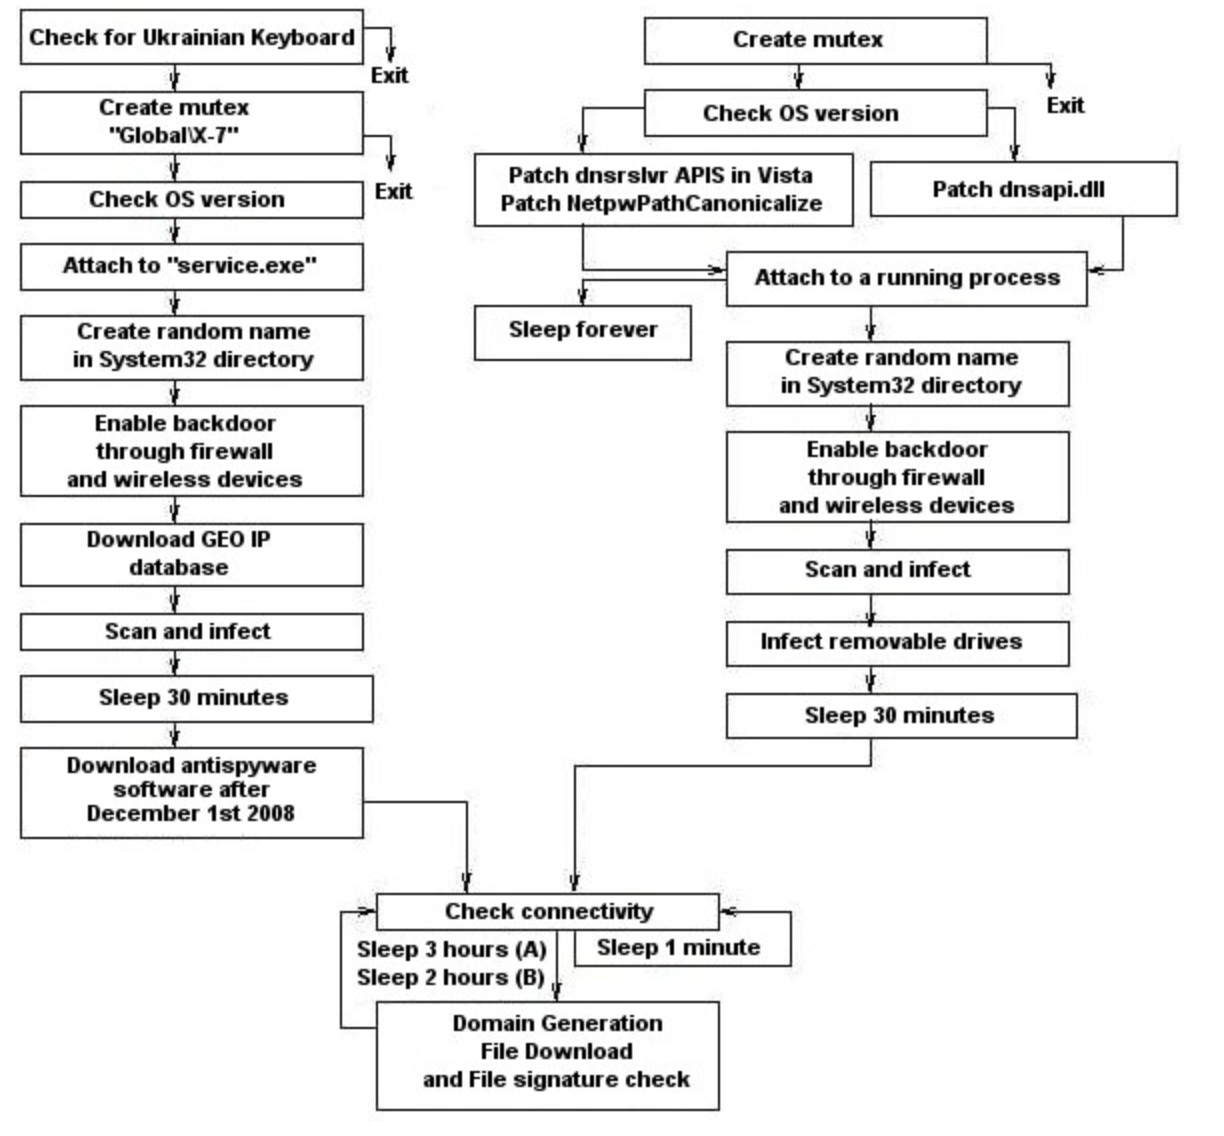 Check for Ukrainian Keyboard
Exit
Create mutex
"Global\X-7"
Exit
Check OS version
Attach to "service.exe"
Create random name
in System32 directory
Enable backdoor
through firewall
and wireless devices
Download GEO IP
database
Scan and infect
Sleep 30 minutes
Download antispyware
software after
December 1st 2008
Create mutex
Exit
Check OS version
Patch dnsrslvr APIS in Vista
Patch NetpwPathCanonicalize
Patch dnsapi.dll
Attach to a running process
Sleep forever
Create random name
in System32 directory
Enable backdoor
through firewall
and wireless devices
Scan and infect
Infect removable drives
Sleep 30 minutes
Check connectivity
Sleep 3 hours (A)
Sleep 2 hours (B)
Sleep 1 minute
Domain Generation
File Download
and File signature check